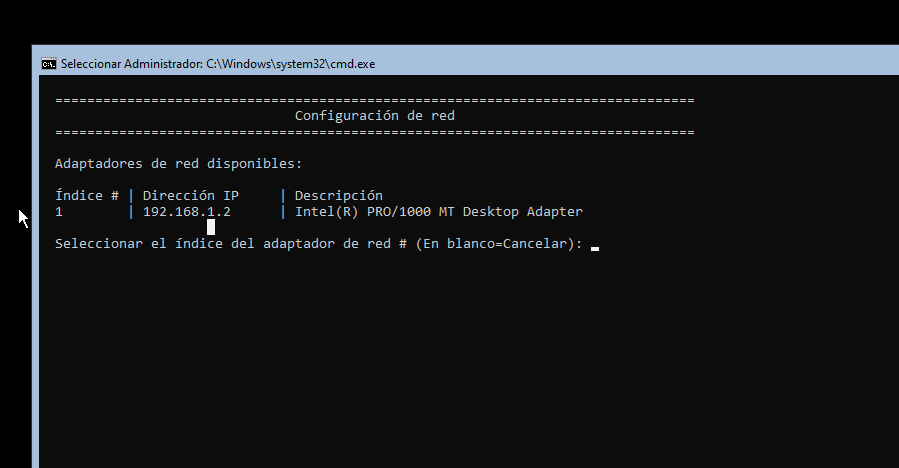 Seleccionar Administrador: C:\Windows\system32\cmd.exe
================================================================================
Configuración de red
================================================================================
Adaptadores de red disponibles:
Índice # | Dirección IP | Descripción
1 | 192.168.1.2 | Intel(R) PRO/1000 MT Desktop Adapter
Seleccionar el índice del adaptador de red # (En blanco=Cancelar):